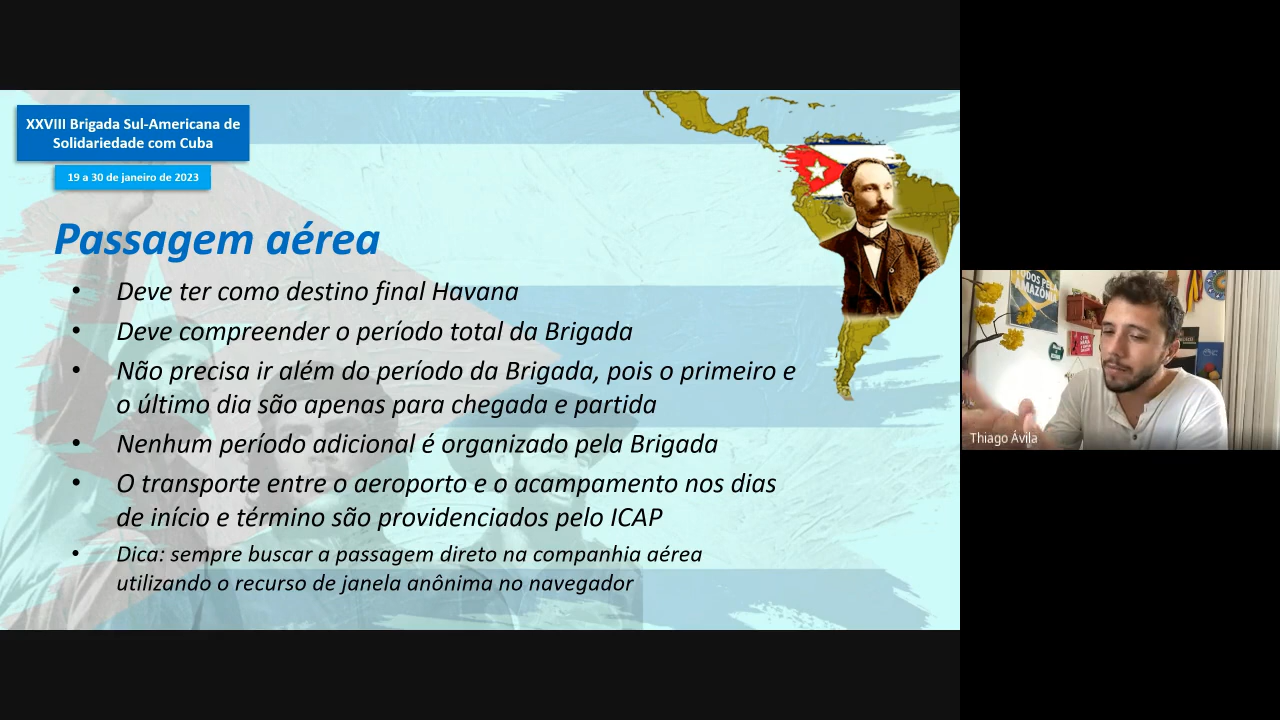 XXVIII Brigada Sul-Americana de
Solidariedade com Cuba
19 a 30 de janeiro de 2023
Passagem aérea
• Deve ter como destino final Havana
• Deve compreender o período total da Brigada
• Não precisa ir além do período da Brigada, pois o primeiro e
o último dia são apenas para chegada e partida
• Nenhum período adicional é organizado pela Brigada
• O transporte entre o aeroporto e o acampamento nos dias
de início e término são providenciados pelo ICAP
• Dica: sempre buscar a passagem direto na companhia aérea
utilizando o recurso de janela anônima no navegador
AMAZÔNIA
Thiago Ávila